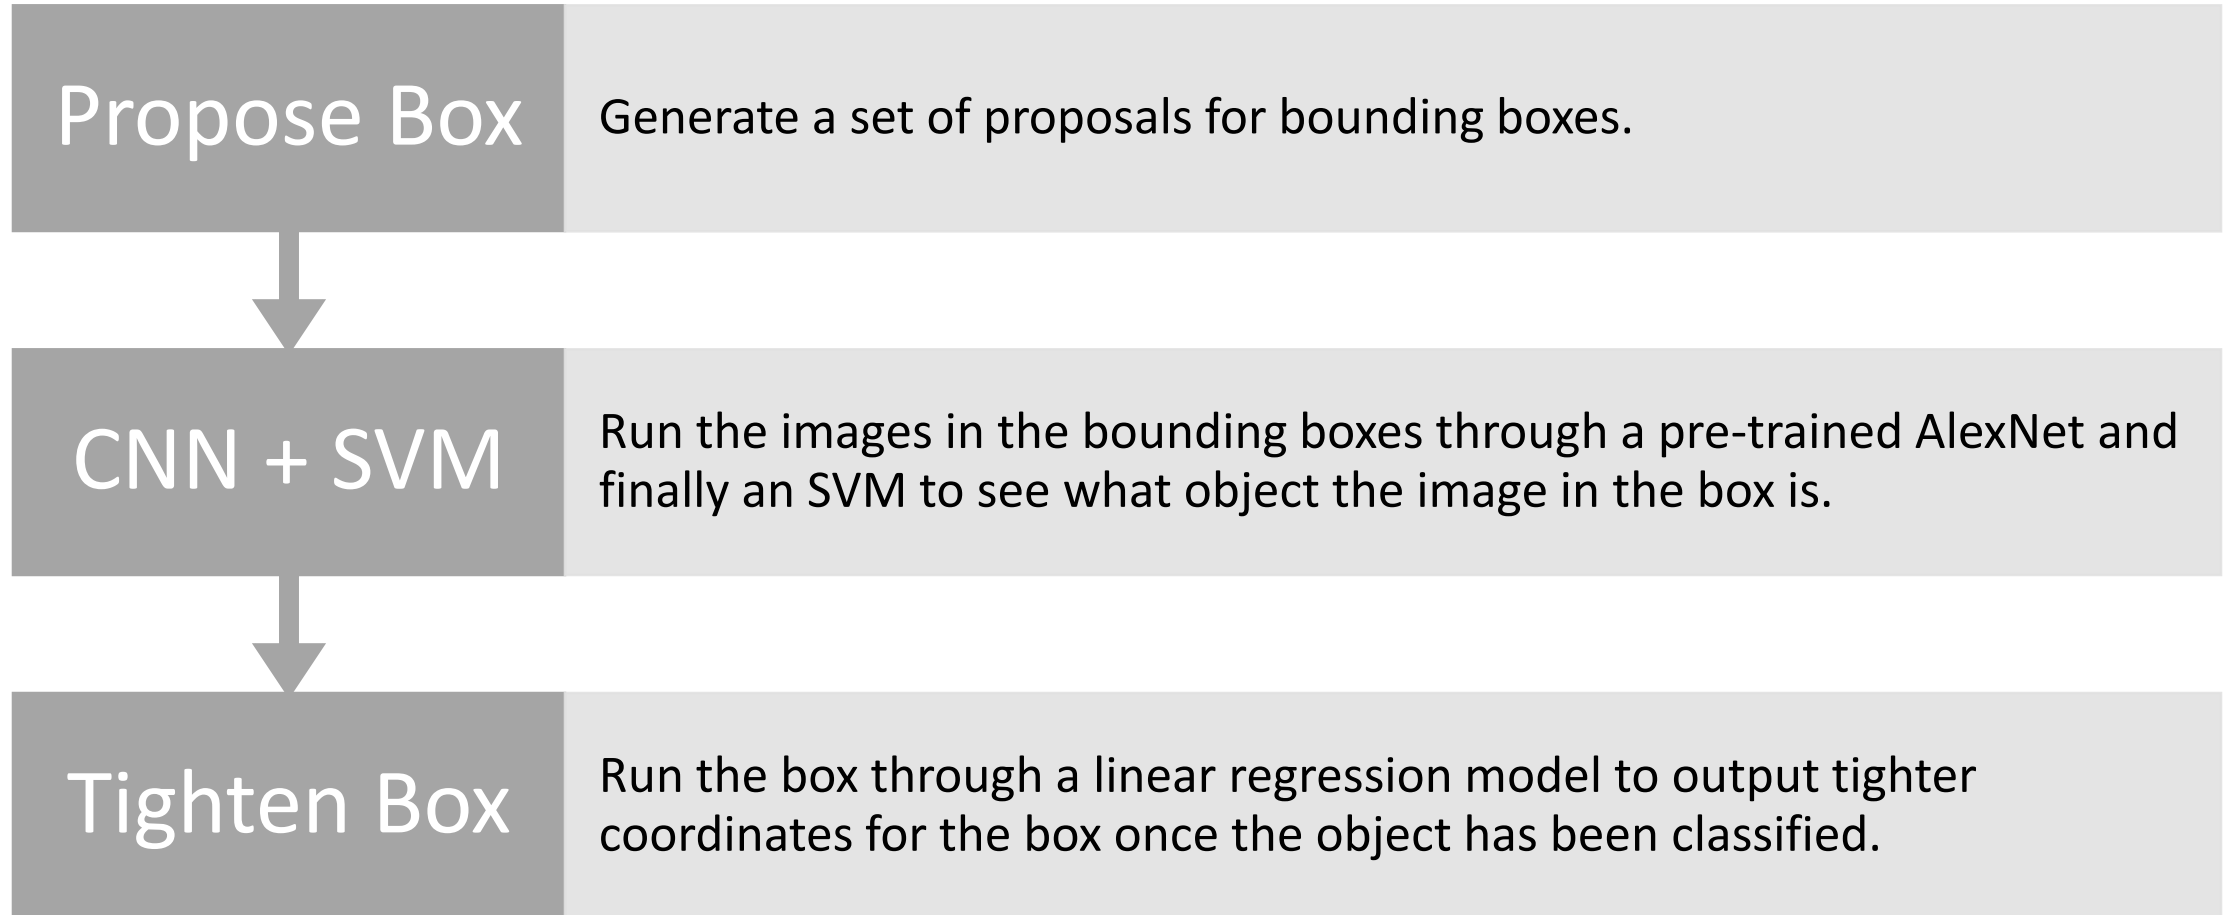 Propose Box
Generate a set of proposals for bounding boxes.
CNN + SVM
Run the images in the bounding boxes through a pre-trained AlexNet and
finally an SVM to see what object the image in the box is.
Tighten Box
Run the box through a linear regression model to output tighter
coordinates for the box once the object has been classified.